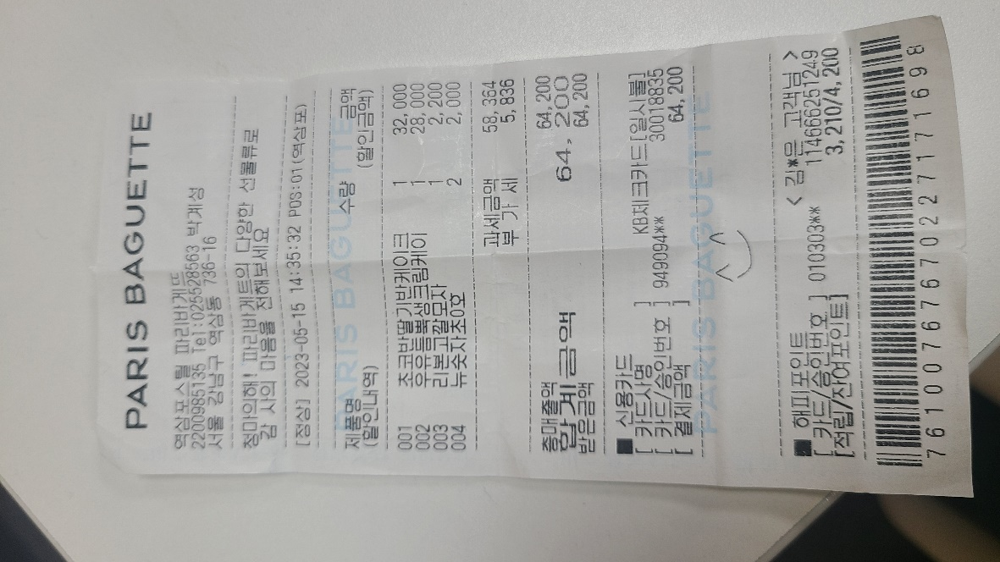 PARIS BAGUETTE
역삼포스틸 파리바게뜨
2200985135 Tel:025528563 박계성
서울 강남구 역삼동 736-16
정마의해! 파리바게트의 다양한 선물류로
감 사의 마음을 전해보세요
[정상] 2023-05-15 14:35:32 POS:01(역삼포)
PARIS BAGUETTE
제품명 수량 금액
(할인내역) (할인금액)
001 초코바딸기반케이크 1 32,000
002 우유듬뿍생크림케이 1 28,000
003 리본고깔모자 1 2,200
004 뉴숫자초0호 2 2,000
과세금액 58,364
부 가 세 5,836
총매출액 64,200
합계금액 64,200
받은금액 64,200
■ 신용카드
[ 카드사명 ] KB체크카드[일시불]
[ 카드/승인번호 ] 949094** 30018835
[ 결제금액 ] 64,200
PARIS BAGUETTE
■ 해피포인트 < 김*은 고객님 >
[ 카드/승인번호 ] 010303** 114666261249
[적립/잔여포인트] 3,210/4,200
76100767670227171698